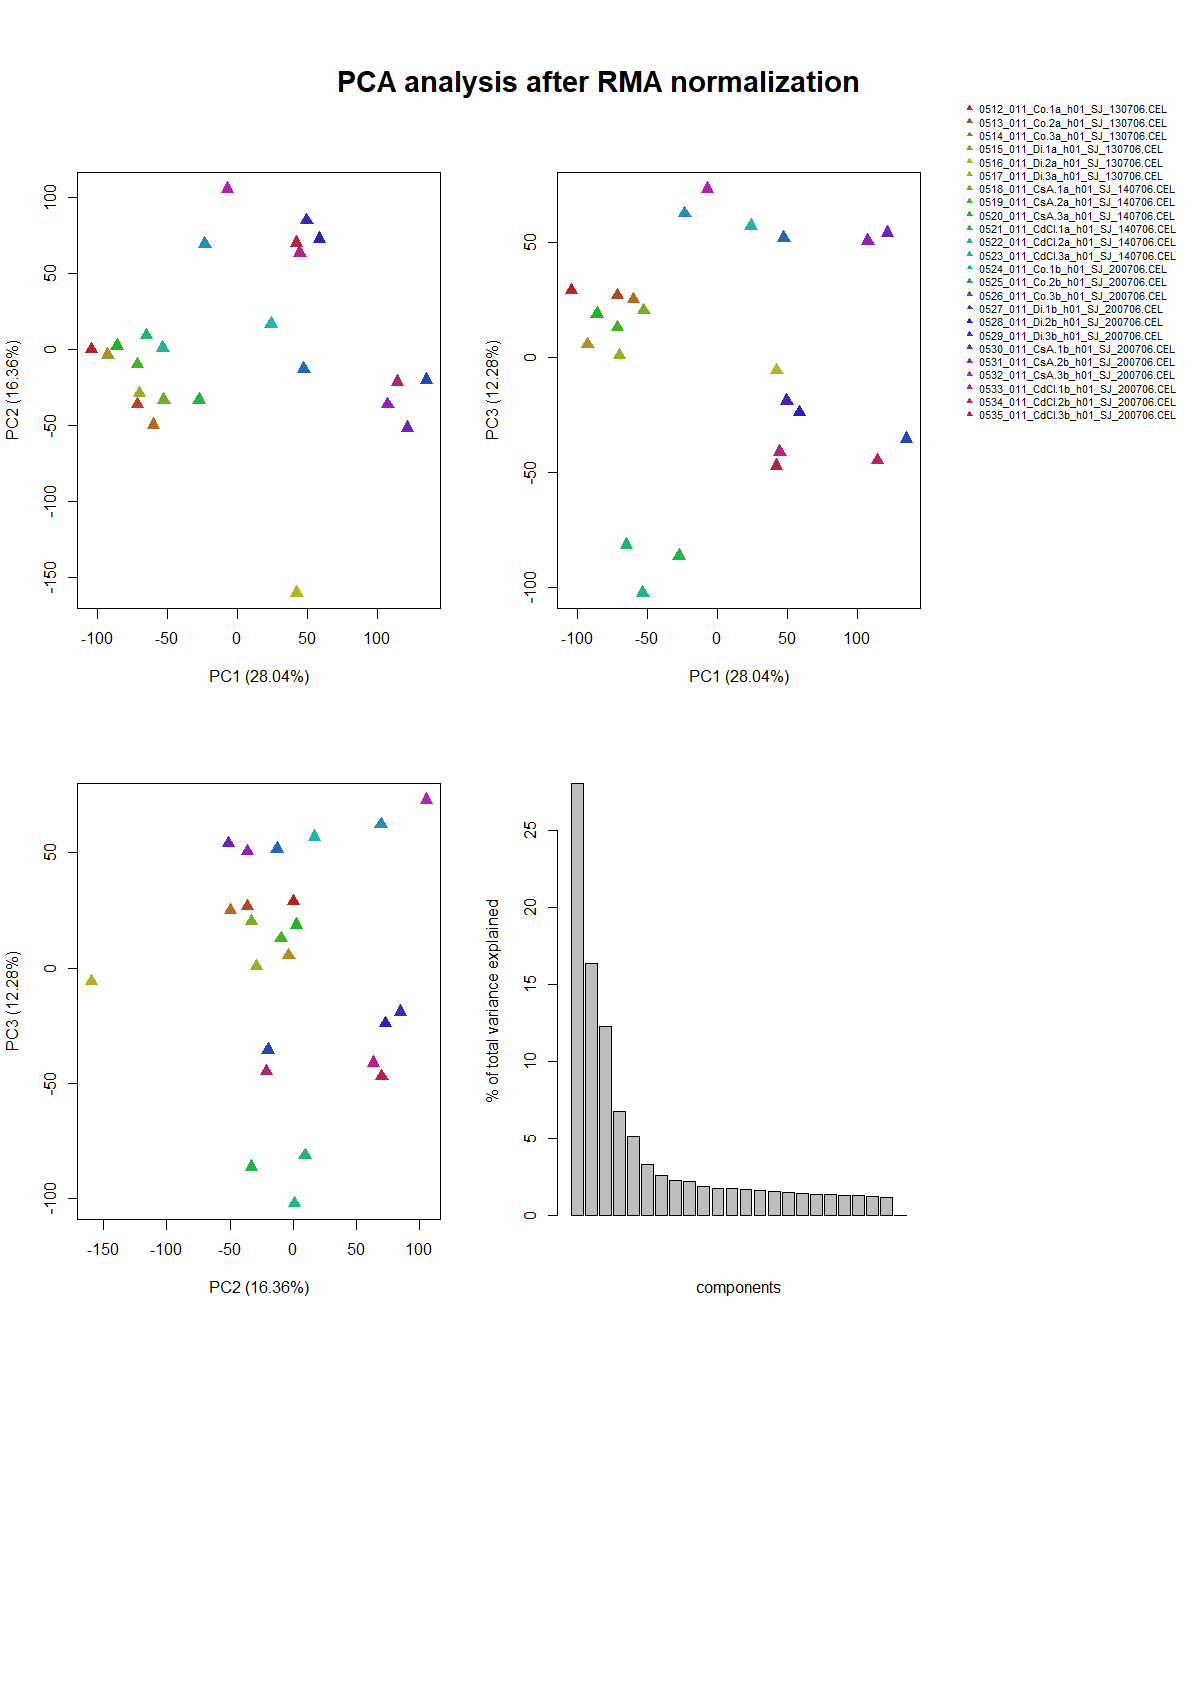 PCA analysis after RMA normalization
0512_011_Co.1a_h01_SJ_130706.CEL
0513_011_Co.2a_h01_SJ_130706.CEL
0514_011_Co.3a_h01_SJ_130706.CEL
0515_011_Di.1a_h01_SJ_130706.CEL
0516_011_Di.2a_h01_SJ_130706.CEL
0517_011_Di.3a_h01_SJ_130706.CEL
0518_011_CsA.1a_h01_SJ_140706.CEL
0519_011_CsA.2a_h01_SJ_140706.CEL
0520_011_CsA.3a_h01_SJ_140706.CEL
0521_011_CdCl.1a_h01_SJ_140706.CEL
0522_011_CdCl.2a_h01_SJ_140706.CEL
0523_011_CdCl.3a_h01_SJ_140706.CEL
0524_011_Co.1b_h01_SJ_200706.CEL
0525_011_Co.2b_h01_SJ_200706.CEL
0526_011_Co.3b_h01_SJ_200706.CEL
0527_011_Di.1b_h01_SJ_200706.CEL
0528_011_Di.2b_h01_SJ_200706.CEL
0529_011_Di.3b_h01_SJ_200706.CEL
0530_011_CsA.1b_h01_SJ_200706.CEL
0531_011_CsA.2b_h01_SJ_200706.CEL
0532_011_CsA.3b_h01_SJ_200706.CEL
0533_011_CdCl.1b_h01_SJ_200706.CEL
0534_011_CdCl.2b_h01_SJ_200706.CEL
0535_011_CdCl.3b_h01_SJ_200706.CEL
PC2 (16.36%)
100
50
0
-50
-100
-150
-100 -50 0 50 100
PC1 (28.04%)
PC3 (12.28%)
50
0
-50
-100
-100 -50 0 50 100
PC1 (28.04%)
PC3 (12.28%)
50
0
-50
-100
-150 -100 -50 0 50 100
PC2 (16.36%)
% of total variance explained
25
20
15
10
5
0
components